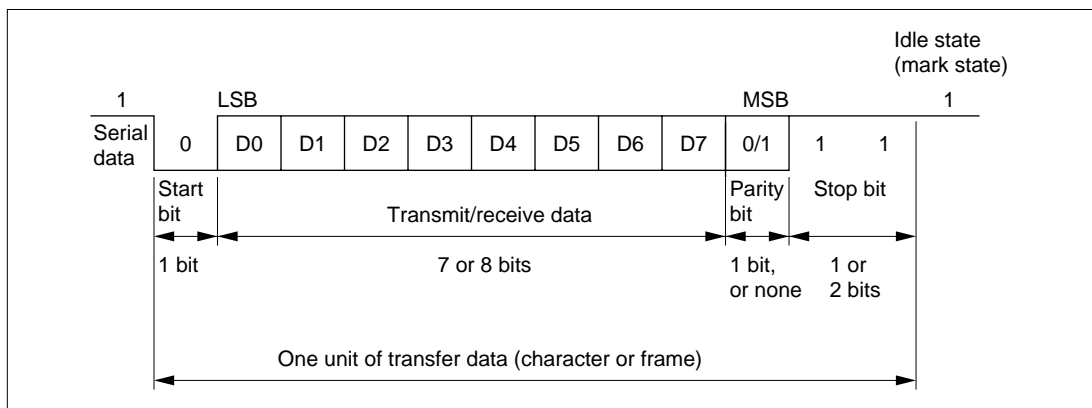 Idle state
(mark state)
1 LSB MSB 1
Serial
data
0 D0 D1 D2 D3 D4 D5 D6 D7 0/1 1 1
Start
bit
Transmit/receive data
Parity
bit
Stop bit
1 bit
7 or 8 bits
1 bit,
or none
1 or
2 bits
One unit of transfer data (character or frame)